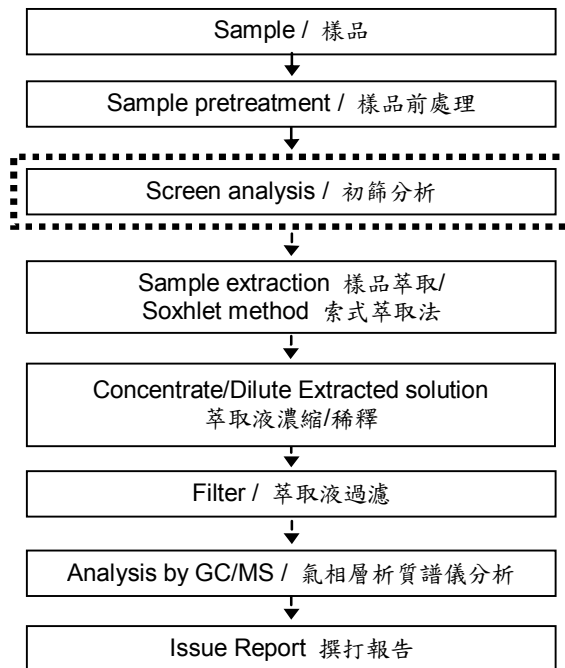 Sample / 樣品
Sample pretreatment / 樣品前處理
Screen analysis / 初篩分析
Sample extraction 樣品萃取/
Soxhlet method 索式萃取法
Concentrate/Dilute Extracted solution
萃取液濃縮/稀釋
Filter / 萃取液過濾
Analysis by GC/MS / 氣相層析質譜儀分析
Issue Report 撰打報告